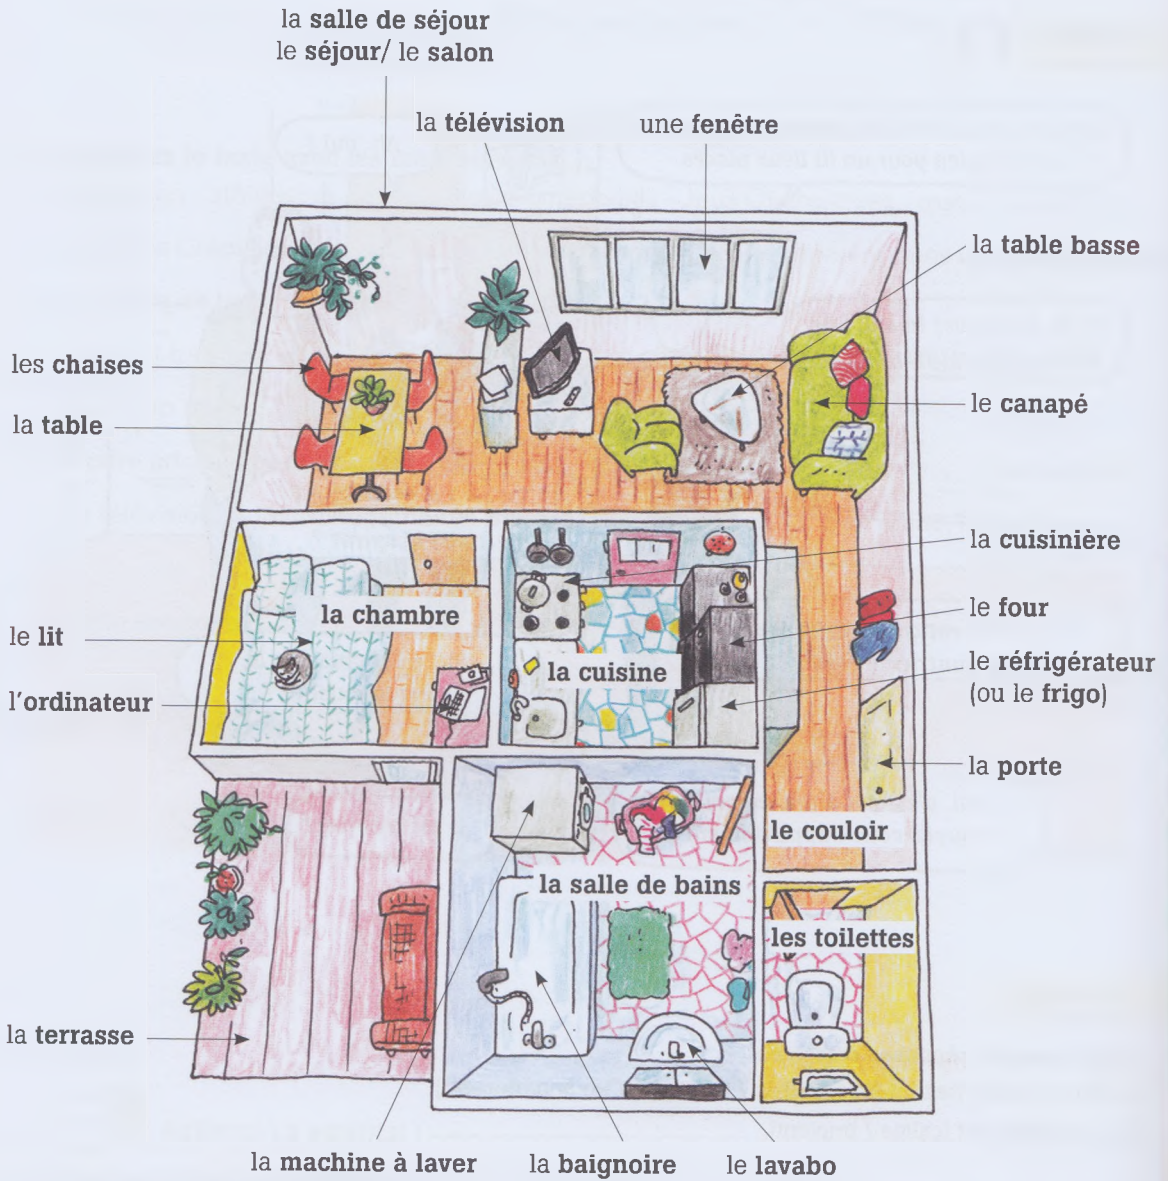 la salle de séjour
le séjour/ le salon
la télévision
une fenêtre
la table basse
les chaises
le canapé
la table
la cuisinière
la chambre
le four
le lit
la cuisine
le réfrigérateur
(ou le frigo)
l'ordinateur
la porte
le couloir
la salle de bains
les toilettes
la terrasse
la machine à laver
la baignoire
le lavabo